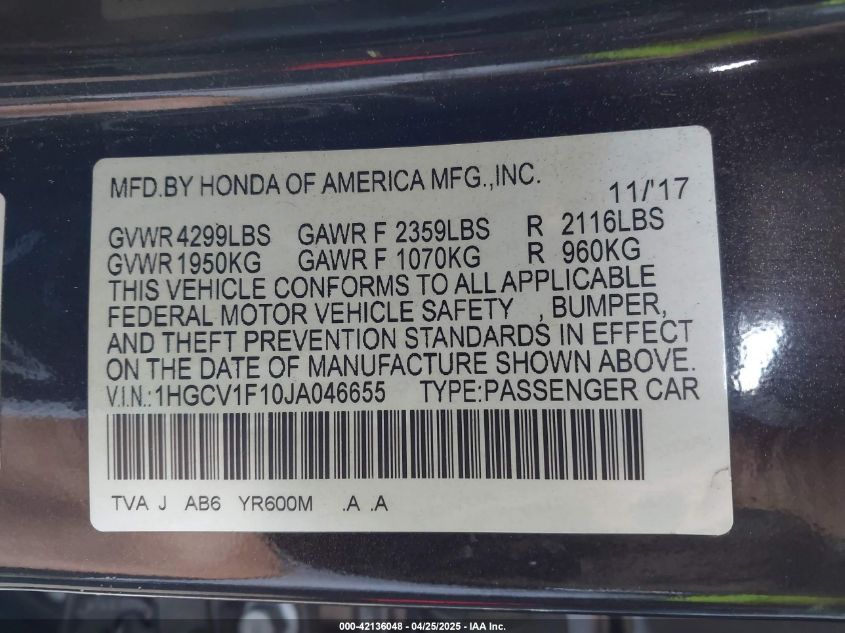 MFD.BY HONDA OF AMERICA MFG.,INC. 11/'17
GVWR 4299LBS GAWR F 2359LBS R 2116LBS
GVWR 1950KG GAWR F 1070KG R 960KG
THIS VEHICLE CONFORMS TO ALL APPLICABLE
FEDERAL MOTOR VEHICLE SAFETY , BUMPER,
AND THEFT PREVENTION STANDARDS IN EFFECT
ON THE DATE OF MANUFACTURE SHOWN ABOVE.
V.I.N.:1HGCV1F10JA046655 TYPE:PASSENGER CAR
TVA J AB6 YR600M .A .A
000-42136048 - 04/25/2025 - IAA Inc.